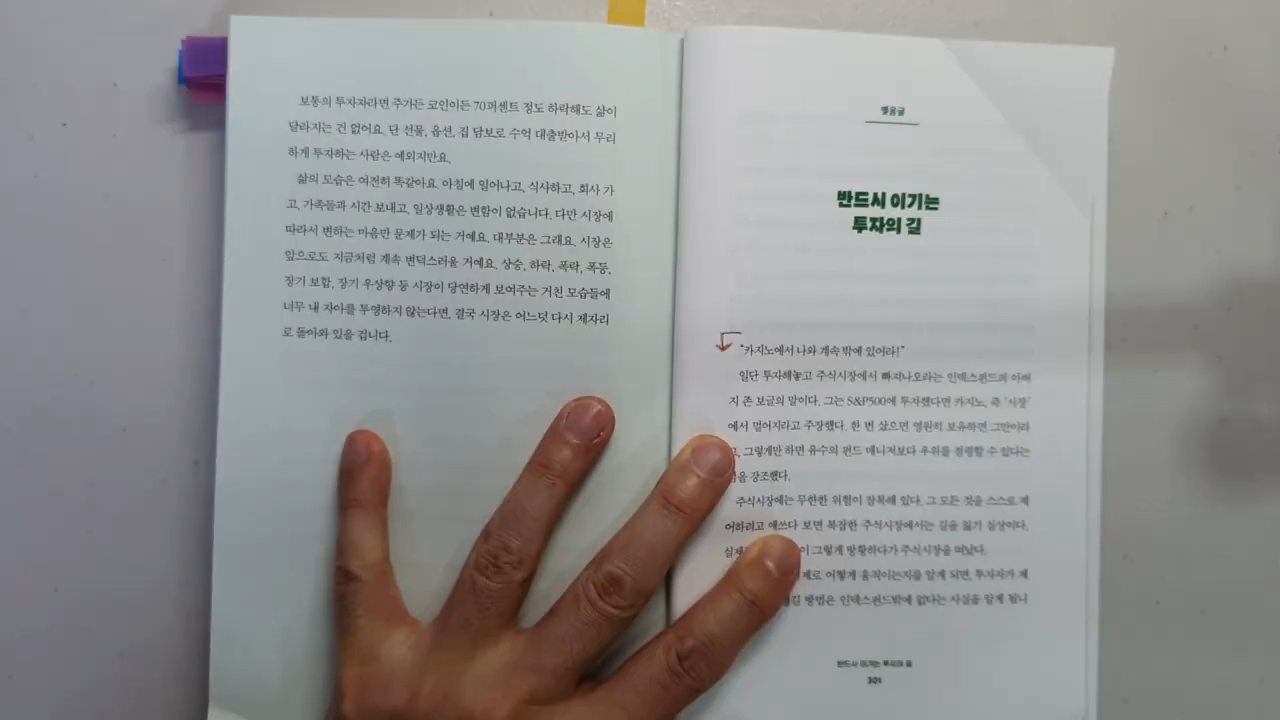 보통의 투자자라면 주가든 코인이든 70퍼센트 정도 하락해도 삶이
달라지는 건 없어요. 단 선물, 옵션, 집 담보로 수억 대출받아서 무리
하게 투자하는 사람은 예외지만요.
삶의 모습은 여전히 똑같아요. 아침에 일어나고, 식사하고, 회사 가
고, 가족들과 시간 보내고, 일상생활은 변함이 없습니다. 다만 시장에
따라서 변하는 마음만 문제가 되는 거예요. 대부분은 그래요. 시장은
앞으로도 지금처럼 계속 변덕스러울 거예요. 상승, 하락, 폭락, 폭등,
장기 보합, 장기 우상향 등 시장이 당연하게 보여주는 거친 모습들에
너무 내 자아를 투영하지 않는다면, 결국 시장은 어느덧 다시 제자리
로 돌아와 있을 겁니다.
맺음글
반드시 이기는
투자의 길
"카지노에서 나와 계속 밖에 있어라!"
일단 투자해놓고 주식시장에서 빠져나오라는 인덱스펀드의 아버
지 존 보글의 말이다. 그는 S&P500에 투자했다면 카지노, 즉 '시장'
에서 멀어지라고 주장했다. 한 번 샀으면 영원히 보유하면 그만이라
그렇게만 하면 유수의 펀드 매니저보다 우위를 점령할 수 있다는
강조했다.
주식시장에는 무한한 위험이 잠복해 있다. 그 모든 것을 스스로 제
어하려고 애쓰다 보면 복잡한 주식시장에서는 길을 잃기 십상이다.
그렇게 방황하다가 주식시장을 떠났다.
어떻게 움직이는지를 알게 되면, 투자자가 제
방법은 인덱스펀드밖에 없다는 사실을 알게 됩니
반드시 이기는 투자의 길
301